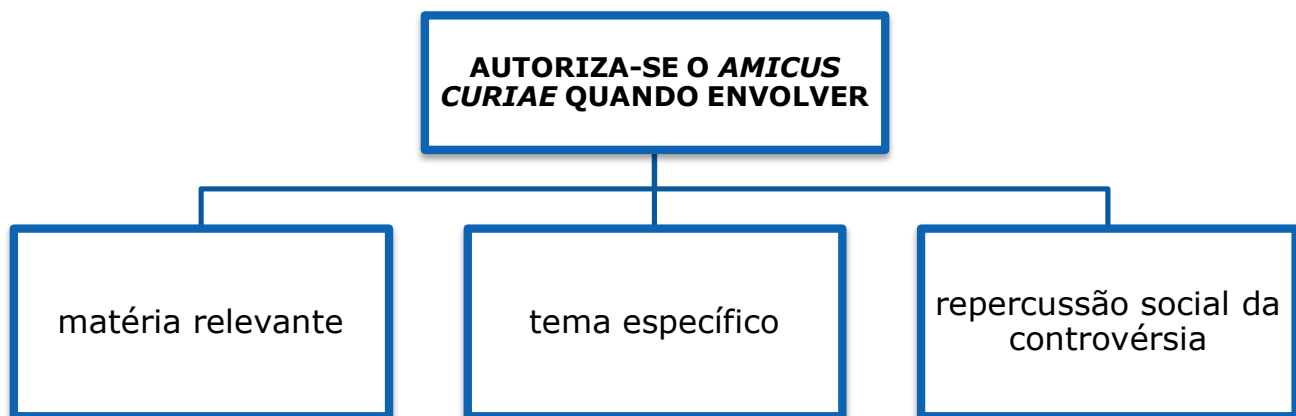 AUTORIZA-SE O AMICUS
CURIAE QUANDO ENVOLVER
matéria relevante
tema específico
repercussão social da
controvérsia